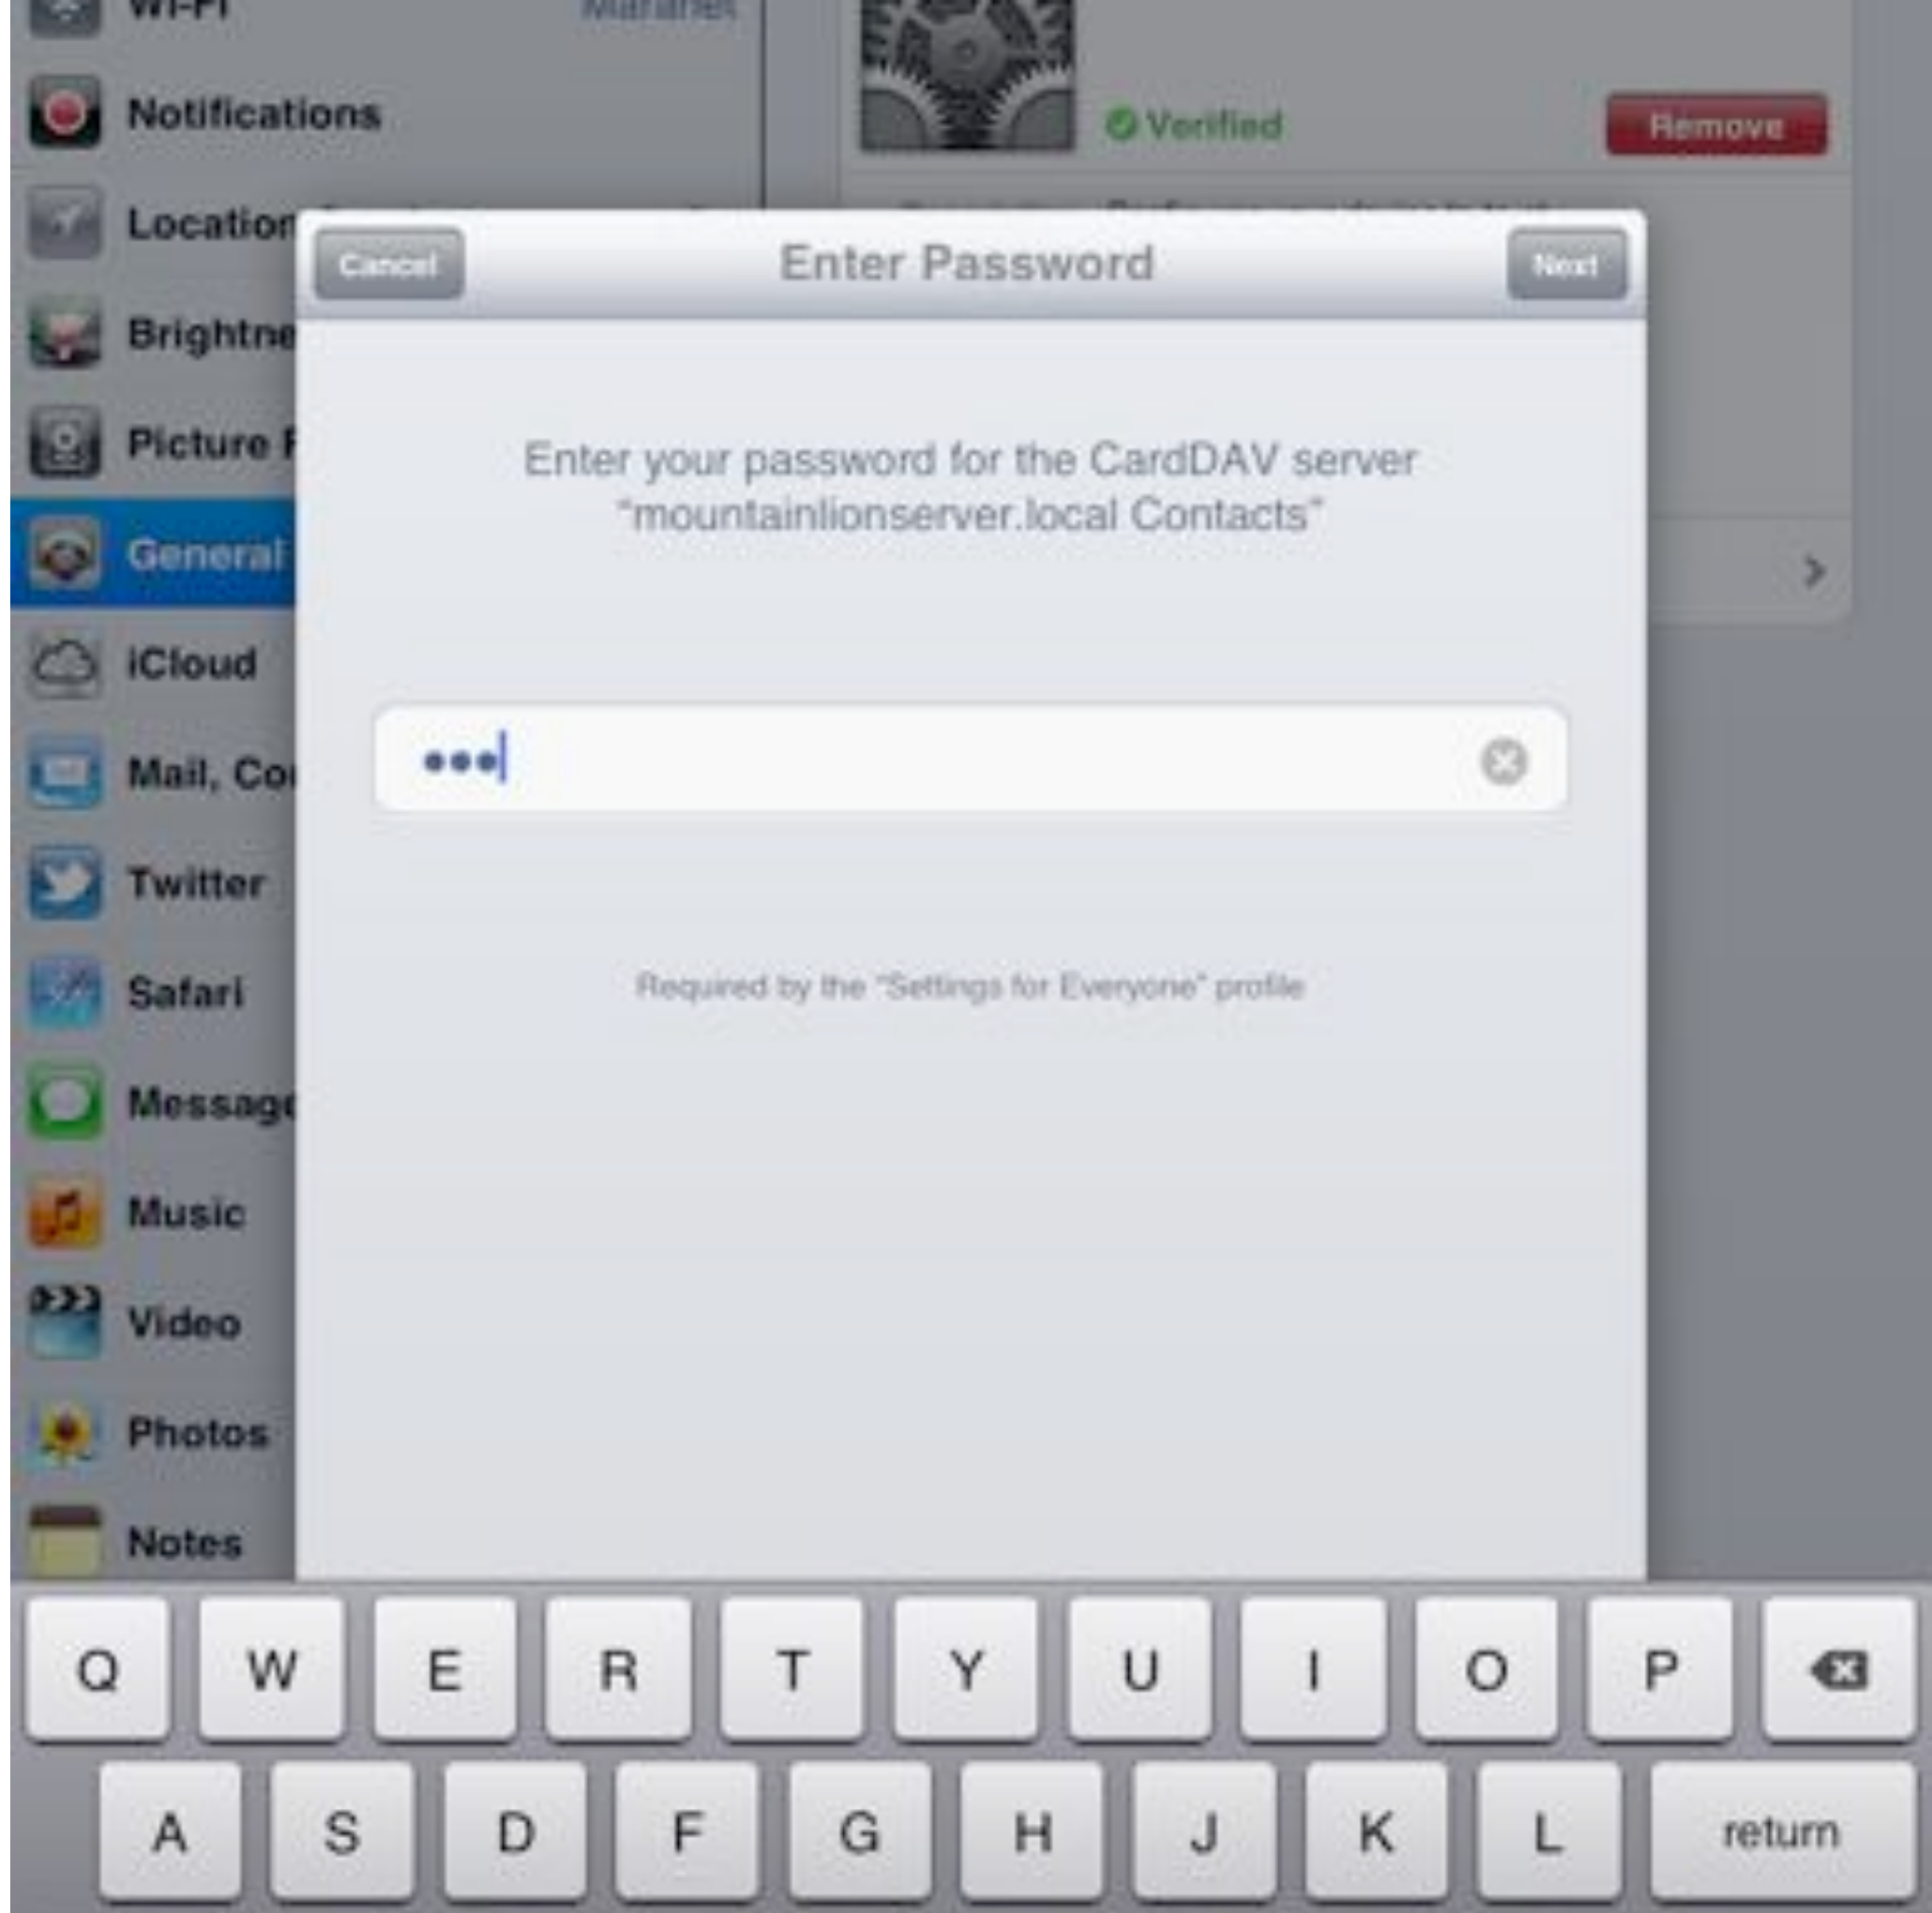 Wi-Fi
Notifications
Verified
Remove
Location
Cancel
Enter Password
Next
Brightne
Picture F
Enter your password for the CardDAV server
"mountainlionserver.local Contacts"
General
iCloud
Mail, Co
Twitter
Safari
Required by the "Settings for Everyone" profile
Message
Music
Video
Photos
Notes
Q W E R T Y U I O P
A S D F G H J K L return